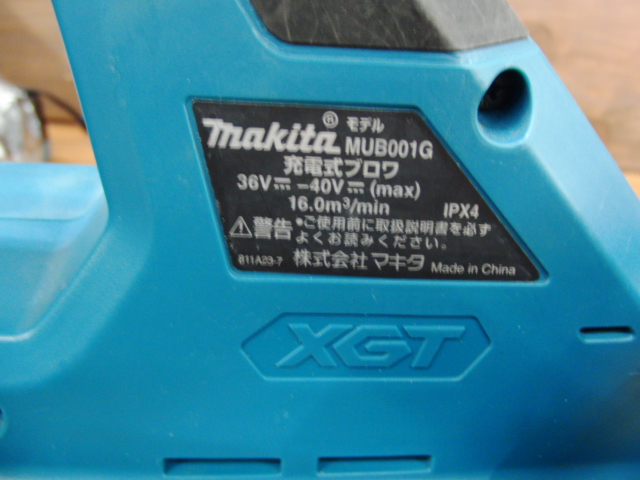 makita® モデル MUB001G
充電式ブロワ
36V⎓-40V⎓(max)
16.0m³/min IPX4
⚠警告 •ご使用前に取扱説明書を必ず
よくお読みください。
811A23-7 株式会社マキタ Made in China
XGT